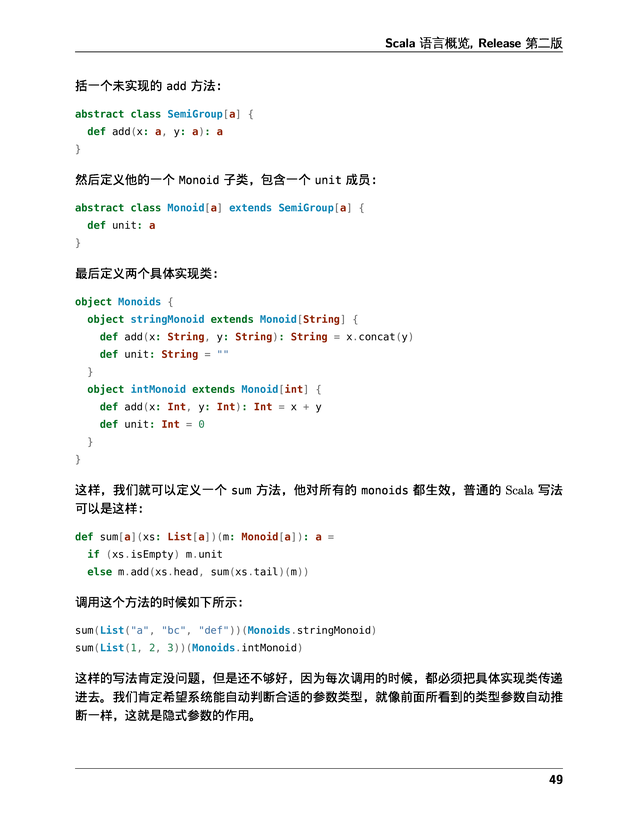 Scala 语言概览, Release 第二版
括一个未实现的 add 方法：
abstract class SemiGroup[a] {
  def add(x: a, y: a): a
}
然后定义他的一个 Monoid 子类，包含一个 unit 成员：
abstract class Monoid[a] extends SemiGroup[a] {
  def unit: a
}
最后定义两个具体实现类：
object Monoids {
  object stringMonoid extends Monoid[String] {
    def add(x: String, y: String): String = x.concat(y)
    def unit: String = ""
  }
  object intMonoid extends Monoid[int] {
    def add(x: Int, y: Int): Int = x + y
    def unit: Int = 0
  }
}
这样，我们就可以定义一个 sum 方法，他对所有的 monoids 都生效，普通的 Scala 写法
可以是这样：
def sum[a](xs: List[a])(m: Monoid[a]): a =
  if (xs.isEmpty) m.unit
  else m.add(xs.head, sum(xs.tail)(m))
调用这个方法的时候如下所示：
sum(List("a", "bc", "def"))(Monoids.stringMonoid)
sum(List(1, 2, 3))(Monoids.intMonoid)
这样的写法肯定没问题，但是还不够好，因为每次调用的时候，都必须把具体实现类传递
进去。我们肯定希望系统能自动判断合适的参数类型，就像前面所看到的类型参数自动推
断一样，这就是隐式参数的作用。
49